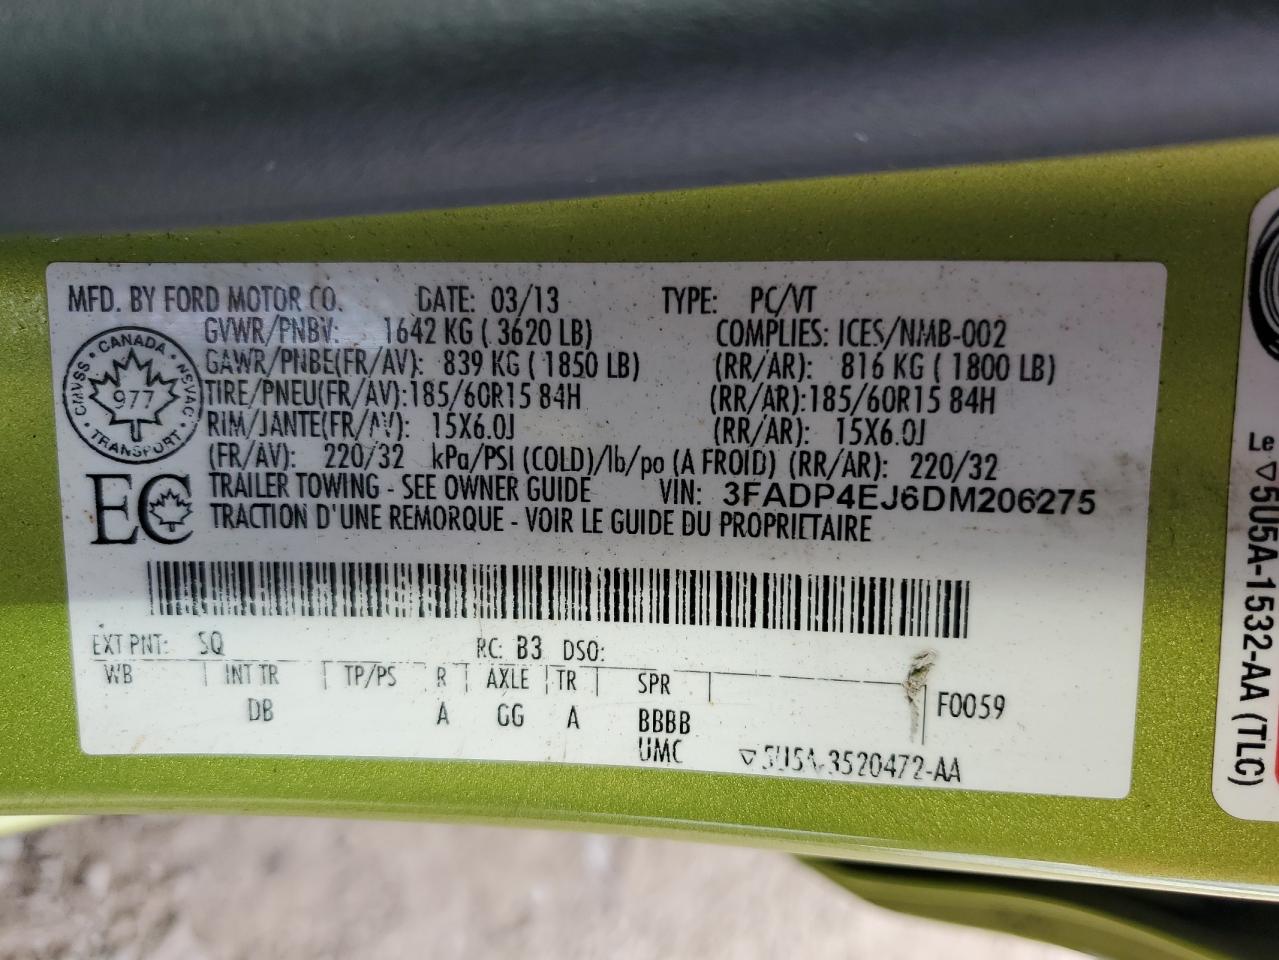 MFD. BY FORD MOTOR CO. DATE: 03/13 TYPE: PC/VT
GVWR/PNBV: 1642 KG ( 3620 LB) COMPLIES: ICES/NMB-002
GAWR/PNBE(FR/AV): 839 KG ( 1850 LB) (RR/AR): 816 KG ( 1800 LB)
TIRE/PNEU(FR/AV):185/60R15 84H (RR/AR):185/60R15 84H
RIM/JANTE(FR/AV): 15X6.0J (RR/AR): 15X6.0J
(FR/AV): 220/32 kPa/PSI (COLD)/lb/po (A FROID) (RR/AR): 220/32
TRAILER TOWING - SEE OWNER GUIDE VIN: 3FADP4EJ6DM206275
TRACTION D'UNE REMORQUE - VOIR LE GUIDE DU PROPRIETAIRE
CANADA
CMVSS • NSVAC
977
TRANSPORT
EC
EXT PNT: SQ RC: B3 DSO:
WB INT TR TP/PS R AXLE TR SPR
DB A GG A BBBB F0059
UMC ▽5U5A-3520472-AA
Le ▽5U5A-1532-AA (TLC)